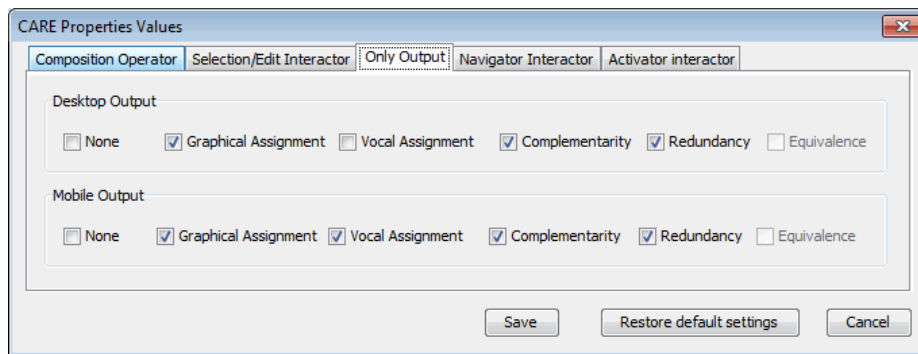 CARE Properties Values
Composition Operator Selection/Edit Interactor Only Output Navigator Interactor Activator interactor
Desktop Output
None Graphical Assignment Vocal Assignment Complementarity Redundancy Equivalence
Mobile Output
None Graphical Assignment Vocal Assignment Complementarity Redundancy Equivalence
Save Restore default settings Cancel